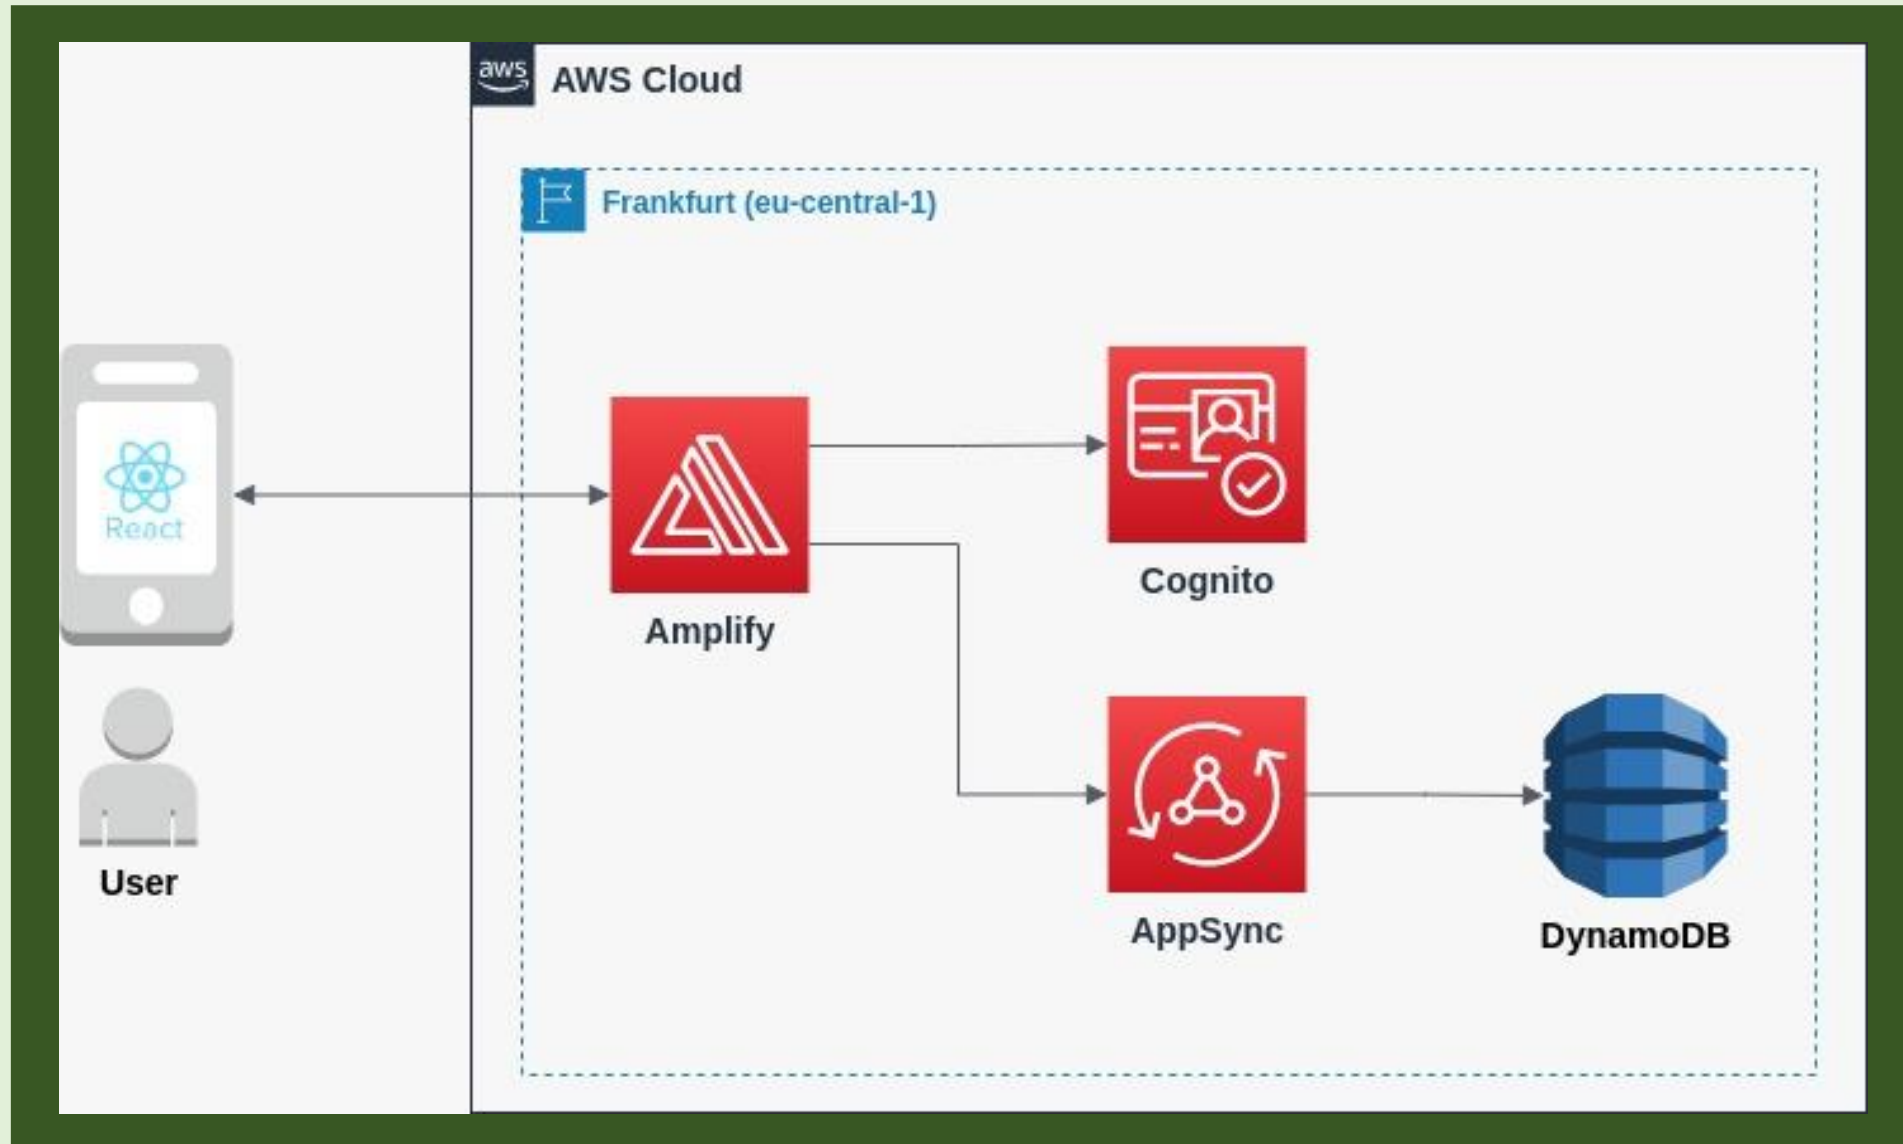 aws
AWS Cloud
Frankfurt (eu-central-1)
React
Amplify
Cognito
User
AppSync
DynamoDB